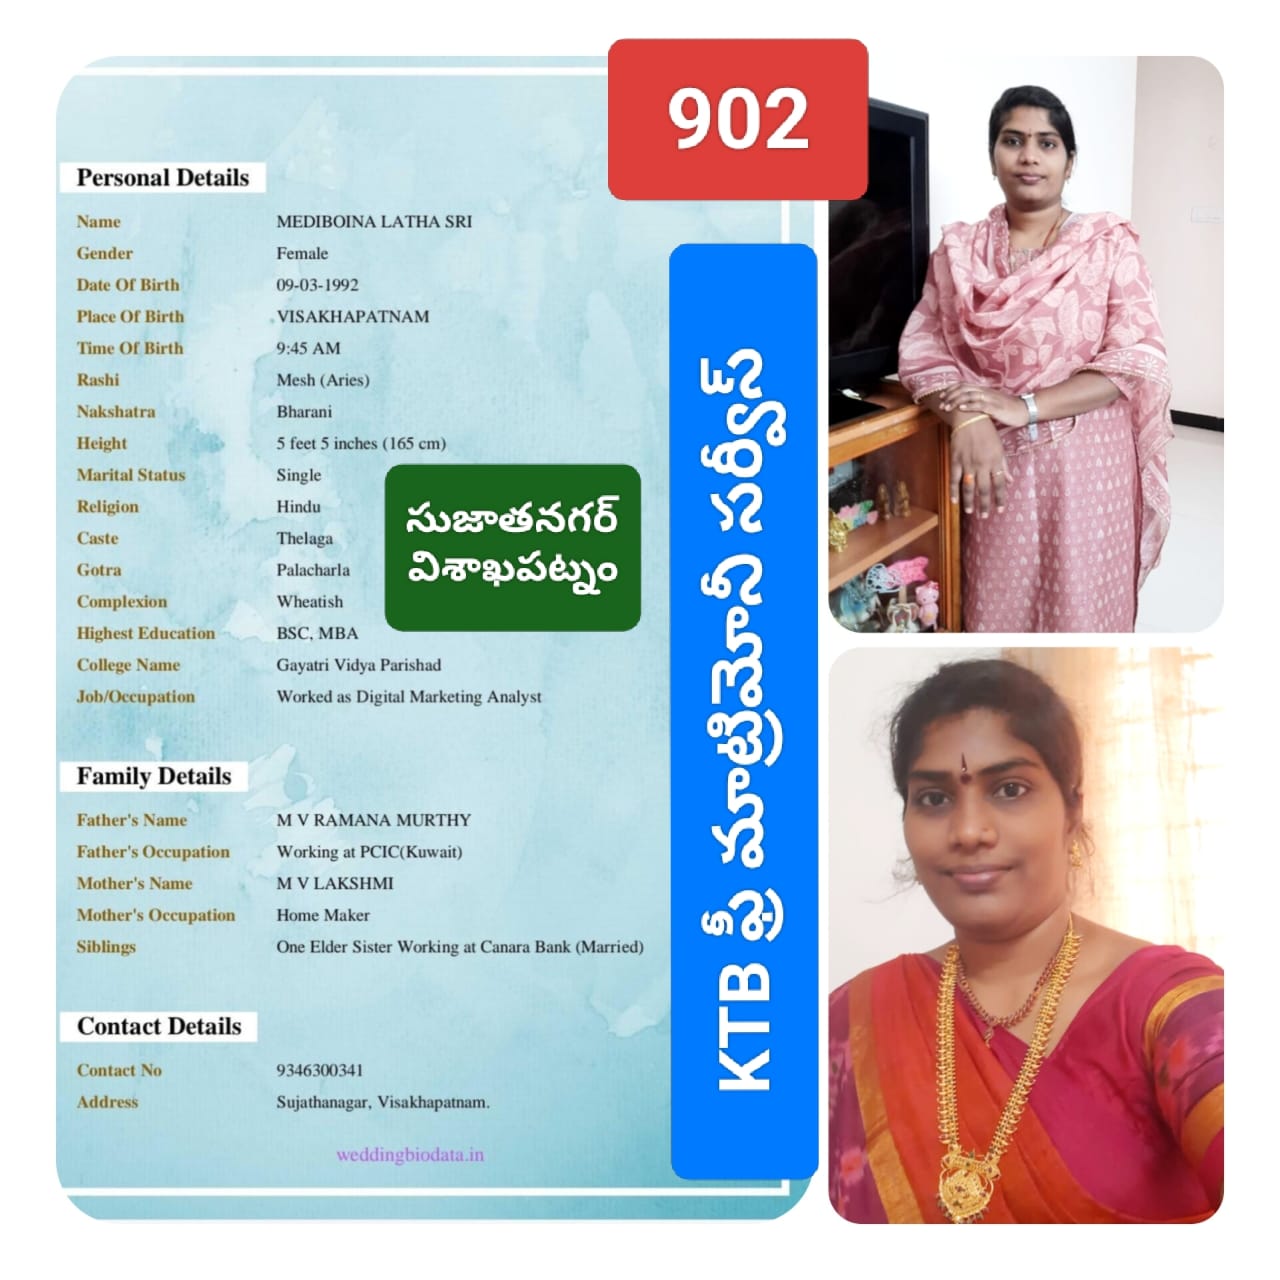 902
Personal Details
Name MEDIBOINA LATHA SRI
Gender Female
Date Of Birth 09-03-1992
Place Of Birth VISAKHAPATNAM
Time Of Birth 9:45 AM
Rashi Mesh (Aries)
Nakshatra Bharani
Height 5 feet 5 inches (165 cm)
Marital Status Single
Religion Hindu
Caste Thelaga
Gotra Palacharla
Complexion Wheatish
Highest Education BSC, MBA
College Name Gayatri Vidya Parishad
Job/Occupation Worked as Digital Marketing Analyst
సుజాతనగర్
విశాఖపట్నం
Family Details
Father's Name M V RAMANA MURTHY
Father's Occupation Working at PCIC(Kuwait)
Mother's Name M V LAKSHMI
Mother's Occupation Home Maker
Siblings One Elder Sister Working at Canara Bank (Married)
Contact Details
Contact No 9346300341
Address Sujathanagar, Visakhapatnam.
weddingbiodata.in
KTB ఫ్రీ మాట్రిమోనీ సర్వీస్